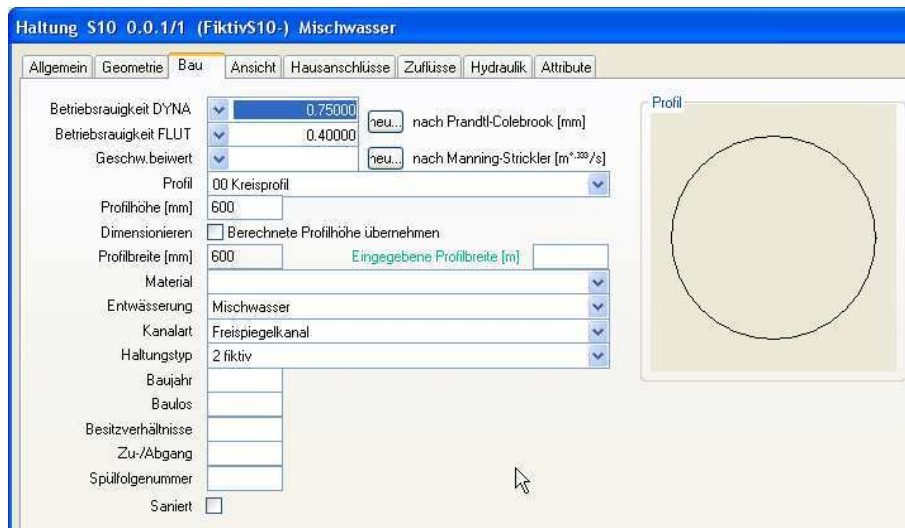 Haltung S10 0.0.1/1 (FiktivS10-) Mischwasser
Allgemein Geometrie Bau Ansicht Hausanschlüsse Zuflüsse Hydraulik Attribute
Betriebsrauigkeit DYNA 0.75000 neu... nach Prandtl-Colebrook [mm]
Betriebsrauigkeit FLUT 0.40000
Geschw.beiwert neu... nach Manning-Strickler [m°·³³³/s]
Profil 00 Kreisprofil
Profilhöhe [mm] 600
Dimensionieren Berechnete Profilhöhe übernehmen
Profilbreite [mm] 600 Eingegebene Profilbreite [m]
Material
Entwässerung Mischwasser
Kanalart Freispiegelkanal
Haltungstyp 2 fiktiv
Baujahr
Baulos
Besitzverhältnisse
Zu-/Abgang
Spülfolgenummer
Saniert
Profil